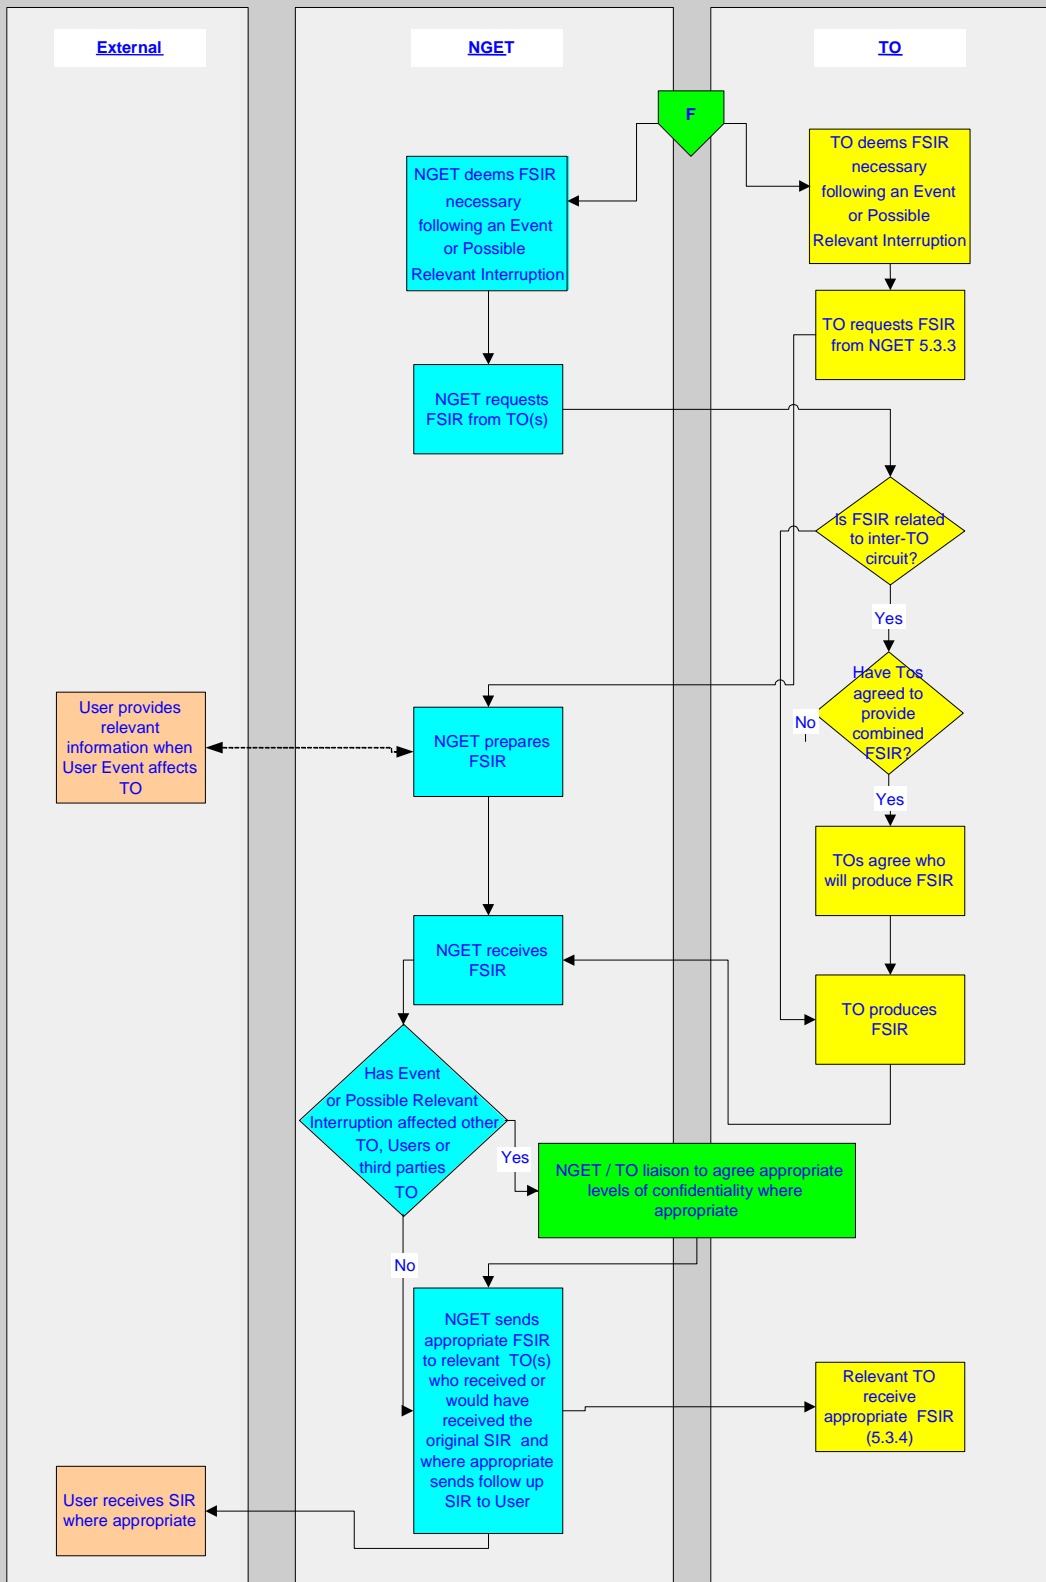 External
NGET
TO
F
NGET deems FSIR
necessary
following an Event
or Possible
Relevant Interruption
TO deems FSIR
necessary
following an Event
or Possible
Relevant Interruption
TO requests FSIR
from NGET 5.3.3
NGET requests
FSIR from TO(s)
Is FSIR related
to inter-TO
circuit?
Yes
Have Tos
agreed to
provide
combined
FSIR?
No
Yes
User provides
relevant
information when
User Event affects
TO
NGET prepares
FSIR
TOs agree who
will produce FSIR
NGET receives
FSIR
TO produces
FSIR
Has Event
or Possible Relevant
Interruption affected other
TO, Users or
third parties
TO
Yes
NGET / TO liaison to agree appropriate
levels of confidentiality where
appropriate
No
NGET sends
appropriate FSIR
to relevant TO(s)
who received or
would have
received the
original SIR and
where appropriate
sends follow up
SIR to User
Relevant TO
receive
appropriate FSIR
(5.3.4)
User receives SIR
where appropriate